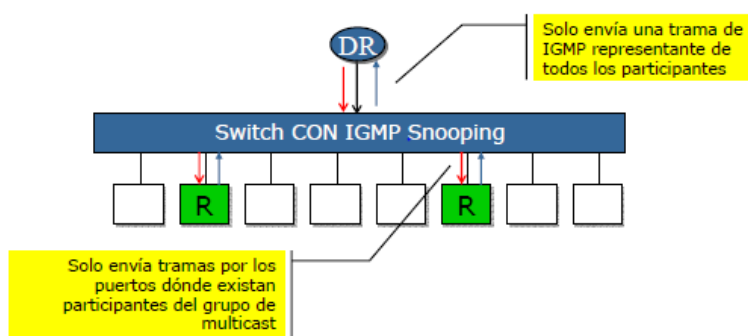 Solo envía una trama de
IGMP representante de
todos los participantes
DR
Switch CON IGMP Snooping
R
R
Solo envía tramas por los
puertos dónde existan
participantes del grupo de
multicast